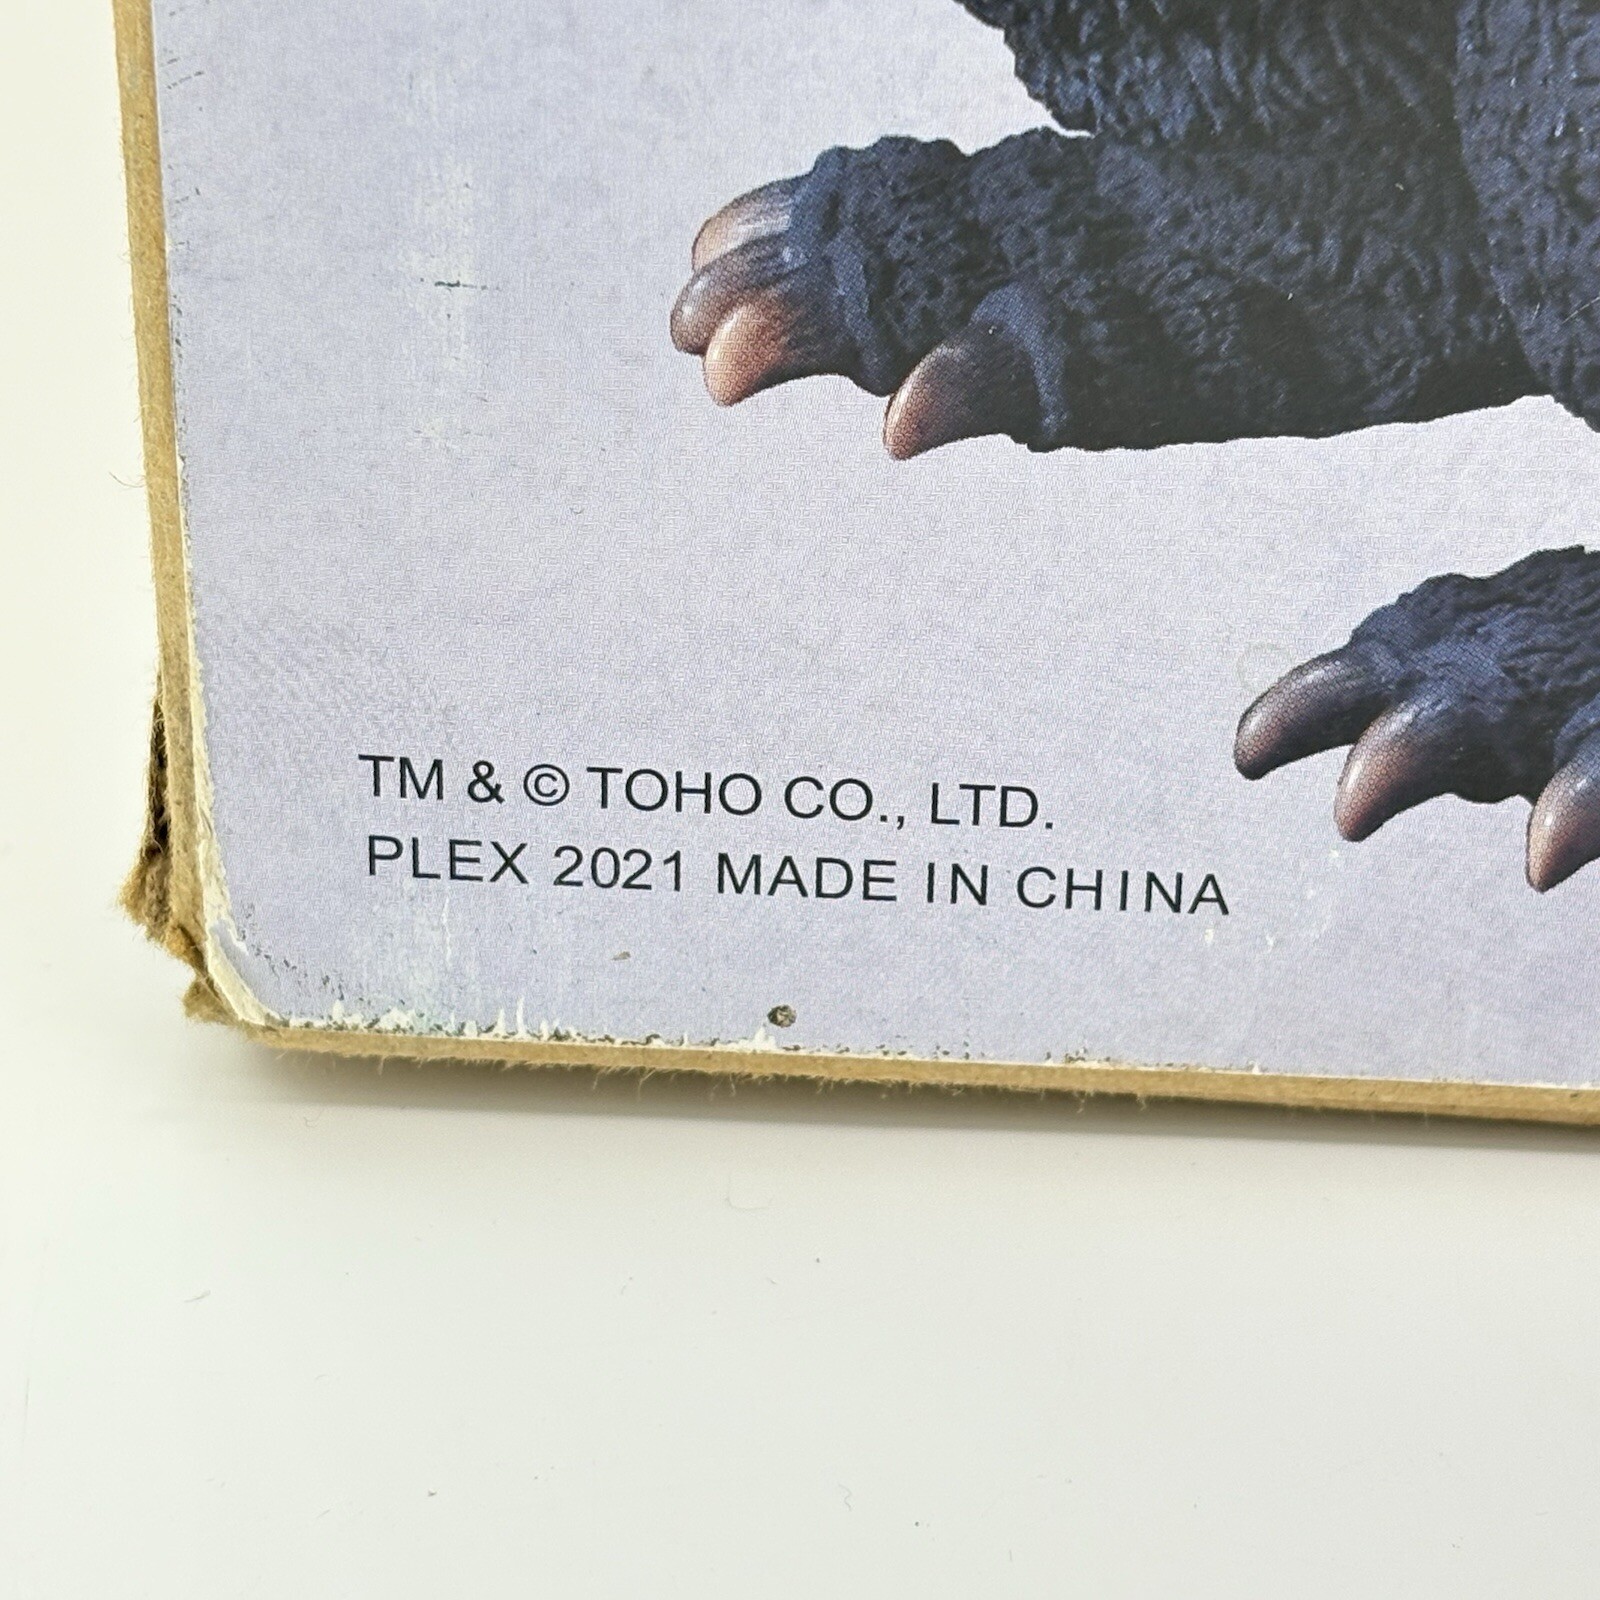 TM & © TOHO CO., LTD.
PLEX 2021 MADE IN CHINA